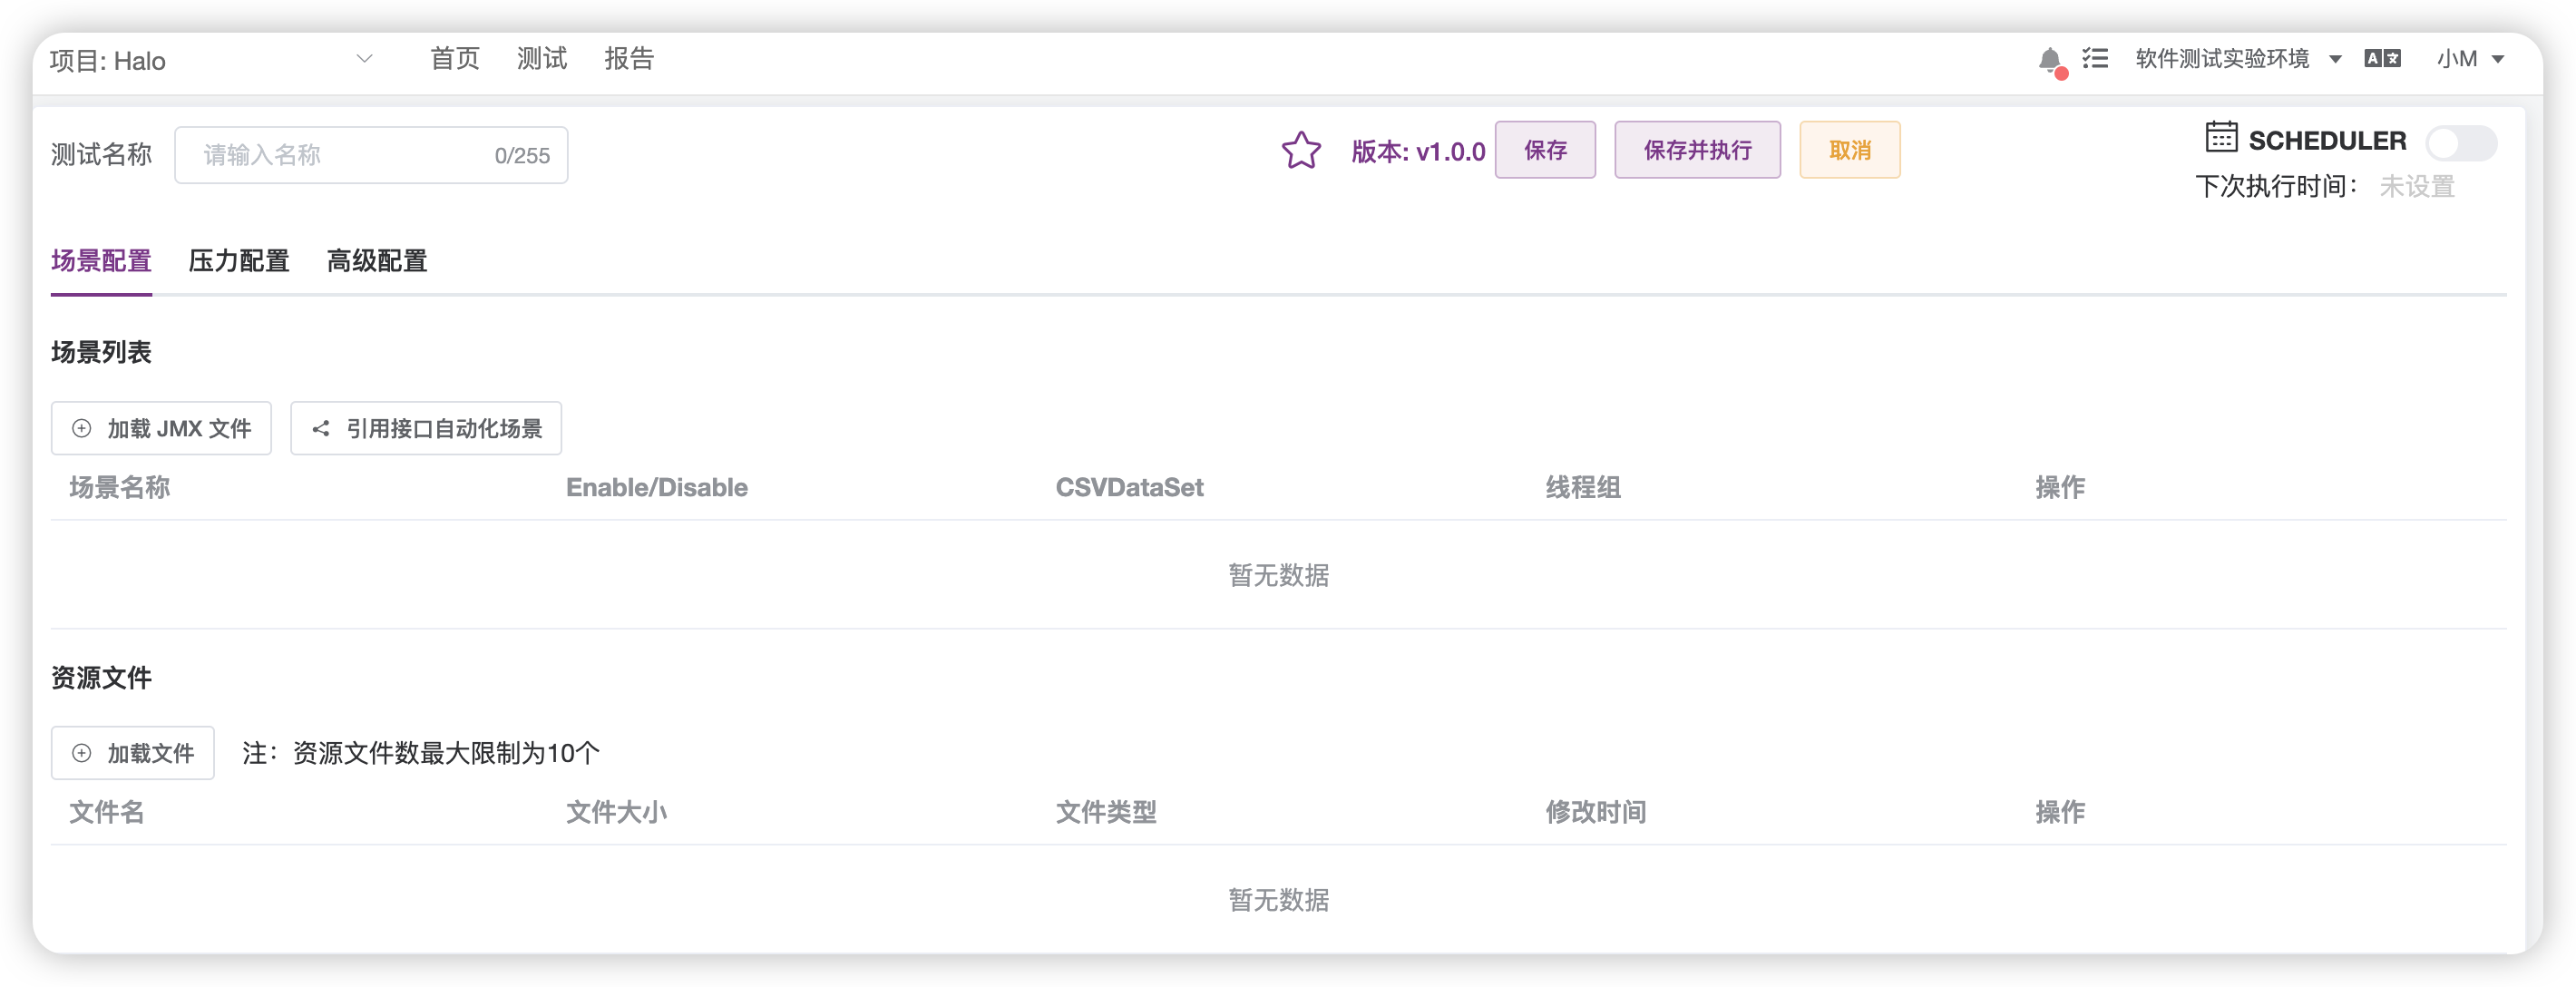 项目: Halo 首页 测试 报告 软件测试实验环境 A文 小M
测试名称 请输入名称 0/255 版本: v1.0.0 保存 保存并执行 取消 SCHEDULER
下次执行时间： 未设置
场景配置 压力配置 高级配置
场景列表
加载 JMX 文件 引用接口自动化场景
场景名称 Enable/Disable CSVDataSet 线程组 操作
暂无数据
资源文件
加载文件 注：资源文件数最大限制为10个
文件名 文件大小 文件类型 修改时间 操作
暂无数据